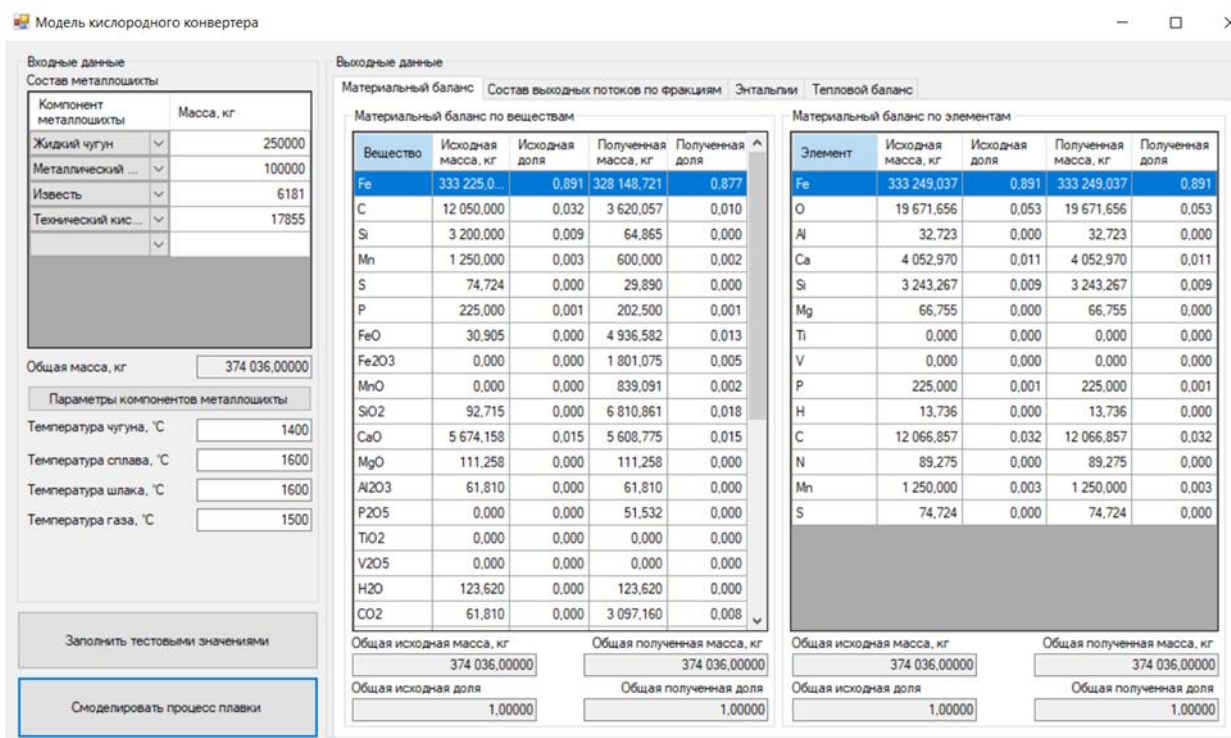 Модель кислородного конвертера
Входные данные
Состав металлошихты
Компонент металлошихты Масса, кг
Жидкий чугун 250000
Металлический ... 100000
Известь 6181
Технический кис... 17855
Общая масса, кг 374 036,00000
Параметры компонентов металлошихты
Температура чугуна, °C 1400
Температура сплава, °C 1600
Температура шлака, °C 1600
Температура газа, °C 1500
Заполнить тестовыми значениями
Смоделировать процесс плавки
Выходные данные
Материальный баланс Состав выходных потоков по фракциям Энтальпии Тепловой баланс
Материальный баланс по веществам
Вещество Исходная масса, кг Исходная доля Полученная масса, кг Полученная доля
Fe 333 225,0... 0,891 328 148,721 0,877
C 12 050,000 0,032 3 620,057 0,010
Si 3 200,000 0,009 64,865 0,000
Mn 1 250,000 0,003 600,000 0,002
S 74,724 0,000 29,890 0,000
P 225,000 0,001 202,500 0,001
FeO 30,905 0,000 4 936,582 0,013
Fe2O3 0,000 0,000 1 801,075 0,005
MnO 0,000 0,000 839,091 0,002
SiO2 92,715 0,000 6 810,861 0,018
CaO 5 674,158 0,015 5 608,775 0,015
MgO 111,258 0,000 111,258 0,000
Al2O3 61,810 0,000 61,810 0,000
P2O5 0,000 0,000 51,532 0,000
TiO2 0,000 0,000 0,000 0,000
V2O5 0,000 0,000 0,000 0,000
H2O 123,620 0,000 123,620 0,000
CO2 61,810 0,000 3 097,160 0,008
Общая исходная масса, кг Общая полученная масса, кг
374 036,00000 374 036,00000
Общая исходная доля Общая полученная доля
1,00000 1,00000
Материальный баланс по элементам
Элемент Исходная масса, кг Исходная доля Полученная масса, кг Полученная доля
Fe 333 249,037 0,891 333 249,037 0,891
O 19 671,656 0,053 19 671,656 0,053
Al 32,723 0,000 32,723 0,000
Ca 4 052,970 0,011 4 052,970 0,011
Si 3 243,267 0,009 3 243,267 0,009
Mg 66,755 0,000 66,755 0,000
Ti 0,000 0,000 0,000 0,000
V 0,000 0,000 0,000 0,000
P 225,000 0,001 225,000 0,001
H 13,736 0,000 13,736 0,000
C 12 066,857 0,032 12 066,857 0,032
N 89,275 0,000 89,275 0,000
Mn 1 250,000 0,003 1 250,000 0,003
S 74,724 0,000 74,724 0,000
Общая исходная масса, кг Общая полученная масса, кг
374 036,00000 374 036,00000
Общая исходная доля Общая полученная доля
1,00000 1,00000